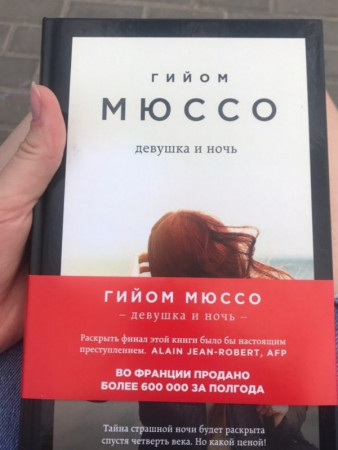 ГИЙОМ
МЮССО
девушка и ночь
ГИЙОМ МЮССО
– девушка и ночь –
Раскрыть финал этой книги было бы настоящим
преступлением. ALAIN JEAN-ROBERT, AFP
ВО ФРАНЦИИ ПРОДАНО
БОЛЕЕ 600 000 ЗА ПОЛГОДА
Тайна страшной ночи будет раскрыта
спустя четверть века. Но какой ценой!